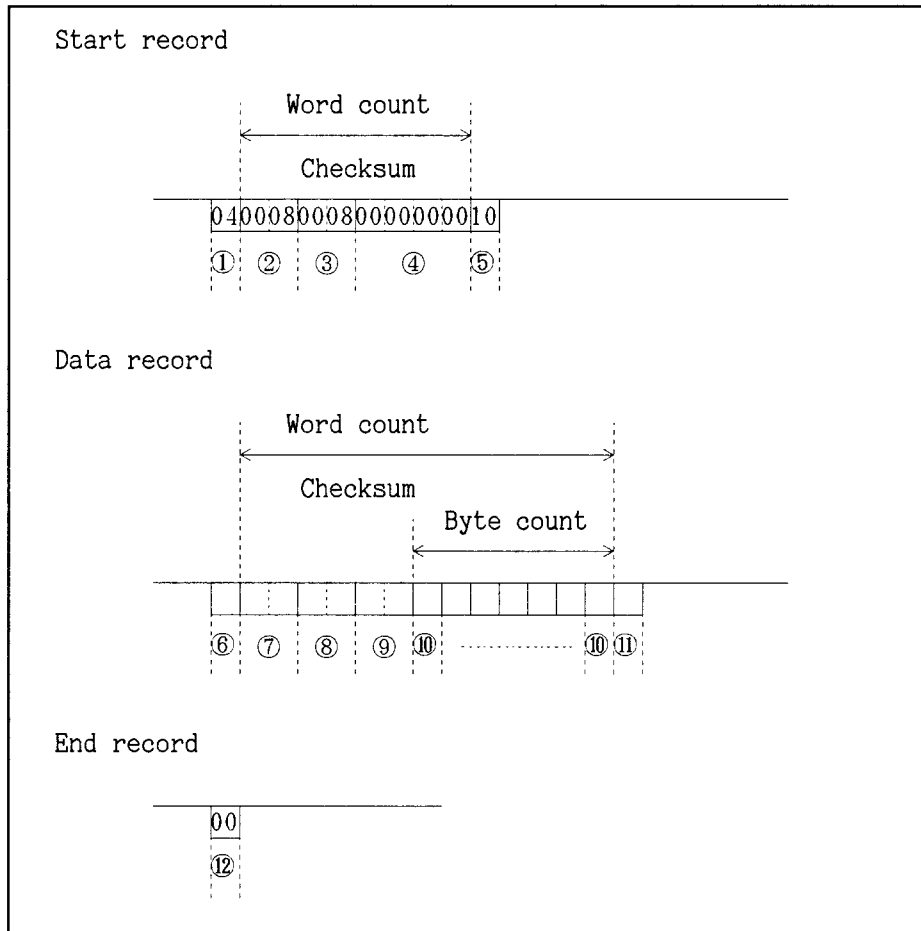 Start record
Word count
Checksum
04 0008 0008 00000000 10
① ② ③ ④ ⑤
Data record
Word count
Checksum
Byte count
⑥ ⑦ ⑧ ⑨ ⑩ ⑩ ⑪
End record
00
⑫